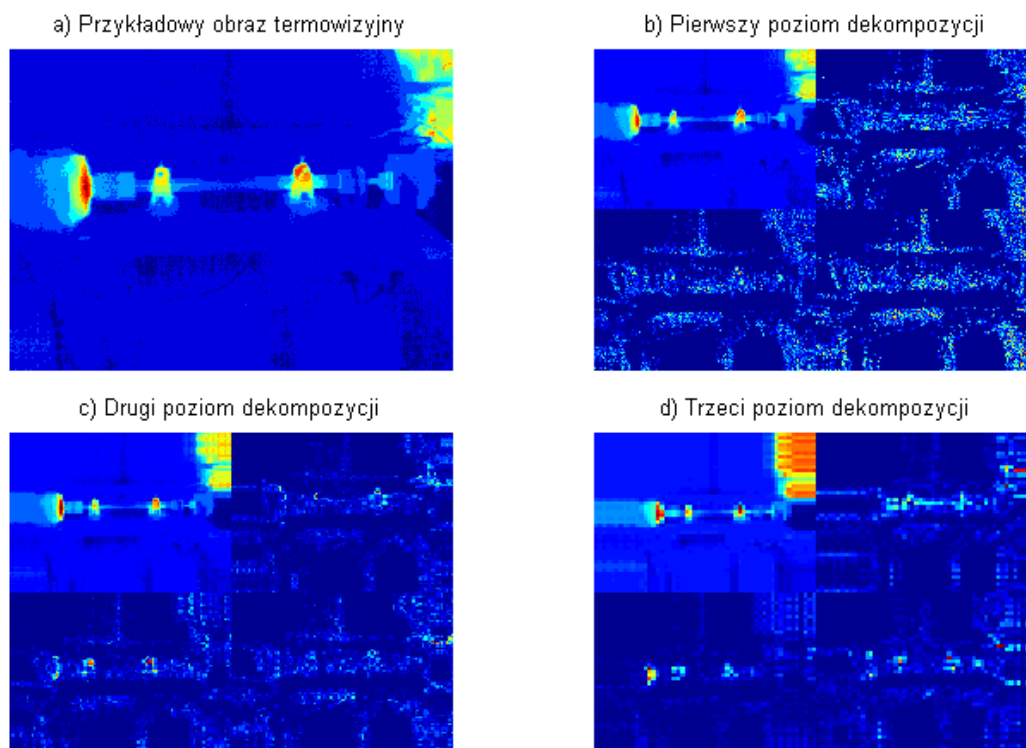 a) Przykładowy obraz termowizyjny
b) Pierwszy poziom dekompozycji
c) Drugi poziom dekompozycji
d) Trzeci poziom dekompozycji